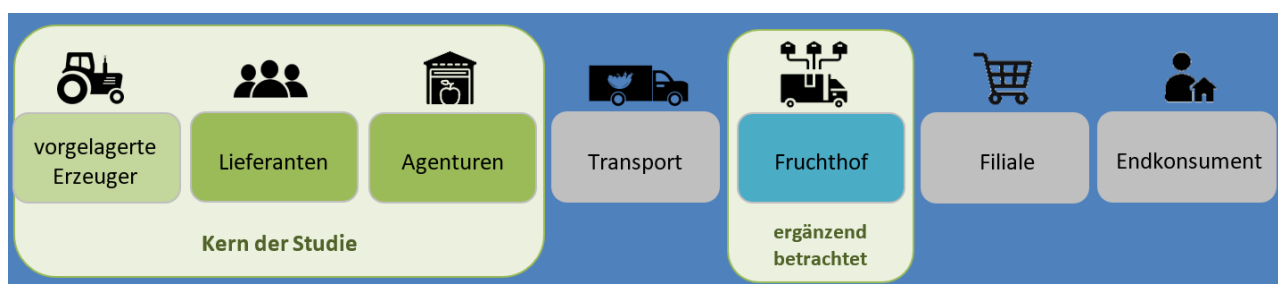 vorgelagerte
Erzeuger
Lieferanten
Agenturen
Transport
Fruchthof
Filiale
Endkonsument
Kern der Studie
ergänzend
betrachtet